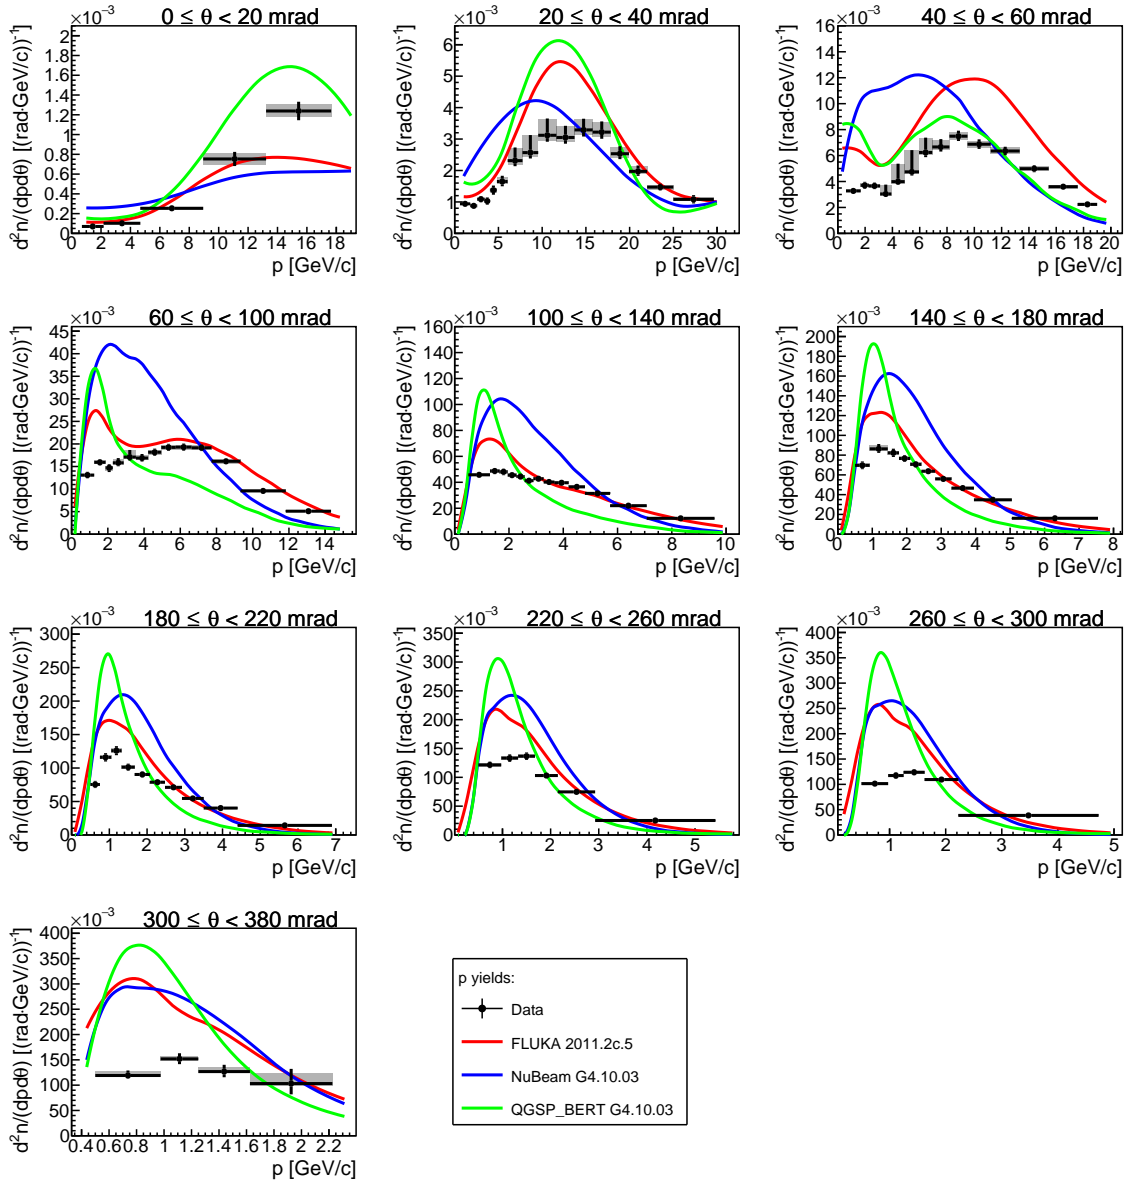 ×10⁻³
0 ≤ θ < 20 mrad
d²n/(dpdθ) [(rad·GeV/c))⁻¹]
2
1.8
1.6
1.4
1.2
1
0.8
0.6
0.4
0.2
0
0 2 4 6 8 10 12 14 16 18
p [GeV/c]
×10⁻³
20 ≤ θ < 40 mrad
d²n/(dpdθ) [(rad·GeV/c))⁻¹]
6
5
4
3
2
1
0
0 5 10 15 20 25 30
p [GeV/c]
×10⁻³
40 ≤ θ < 60 mrad
d²n/(dpdθ) [(rad·GeV/c))⁻¹]
16
14
12
10
8
6
4
2
0
0 2 4 6 8 10 12 14 16 18 20
p [GeV/c]
×10⁻³
60 ≤ θ < 100 mrad
d²n/(dpdθ) [(rad·GeV/c))⁻¹]
45
40
35
30
25
20
15
10
5
0
0 2 4 6 8 10 12 14
p [GeV/c]
×10⁻³
100 ≤ θ < 140 mrad
d²n/(dpdθ) [(rad·GeV/c))⁻¹]
160
140
120
100
80
60
40
20
0
0 2 4 6 8 10
p [GeV/c]
×10⁻³
140 ≤ θ < 180 mrad
d²n/(dpdθ) [(rad·GeV/c))⁻¹]
200
180
160
140
120
100
80
60
40
20
0
0 1 2 3 4 5 6 7 8
p [GeV/c]
×10⁻³
180 ≤ θ < 220 mrad
d²n/(dpdθ) [(rad·GeV/c))⁻¹]
300
250
200
150
100
50
0
0 1 2 3 4 5 6 7
p [GeV/c]
×10⁻³
220 ≤ θ < 260 mrad
d²n/(dpdθ) [(rad·GeV/c))⁻¹]
350
300
250
200
150
100
50
0
1 2 3 4 5
p [GeV/c]
×10⁻³
260 ≤ θ < 300 mrad
d²n/(dpdθ) [(rad·GeV/c))⁻¹]
400
350
300
250
200
150
100
50
0
1 2 3 4 5
p [GeV/c]
×10⁻³
300 ≤ θ < 380 mrad
d²n/(dpdθ) [(rad·GeV/c))⁻¹]
400
350
300
250
200
150
100
50
0
0.4 0.6 0.8 1 1.2 1.4 1.6 1.8 2 2.2
p [GeV/c]
p yields:
Data
FLUKA 2011.2c.5
NuBeam G4.10.03
QGSP_BERT G4.10.03